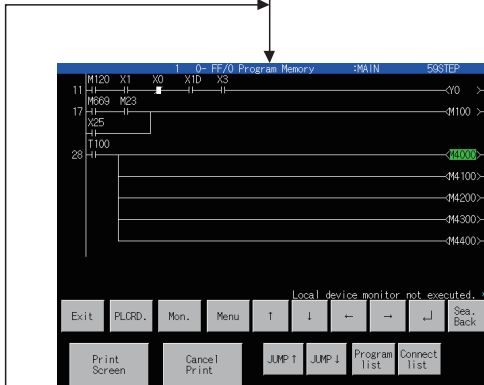 1 0- FF/0 Program Memory :MAIN 59STEP
M120 X1 X0 X1D X3
11 Y0
M669 M23
17 M100
X25
T100
28 M4000
M4100
M4200
M4300
M4400
Local device monitor not executed.
Exit PLCRD. Mon. Menu ↑ ↓ ← → ↵ Sea. Back
Print Screen Cancel Print JUMP↑ JUMP↓ Program list Connect list